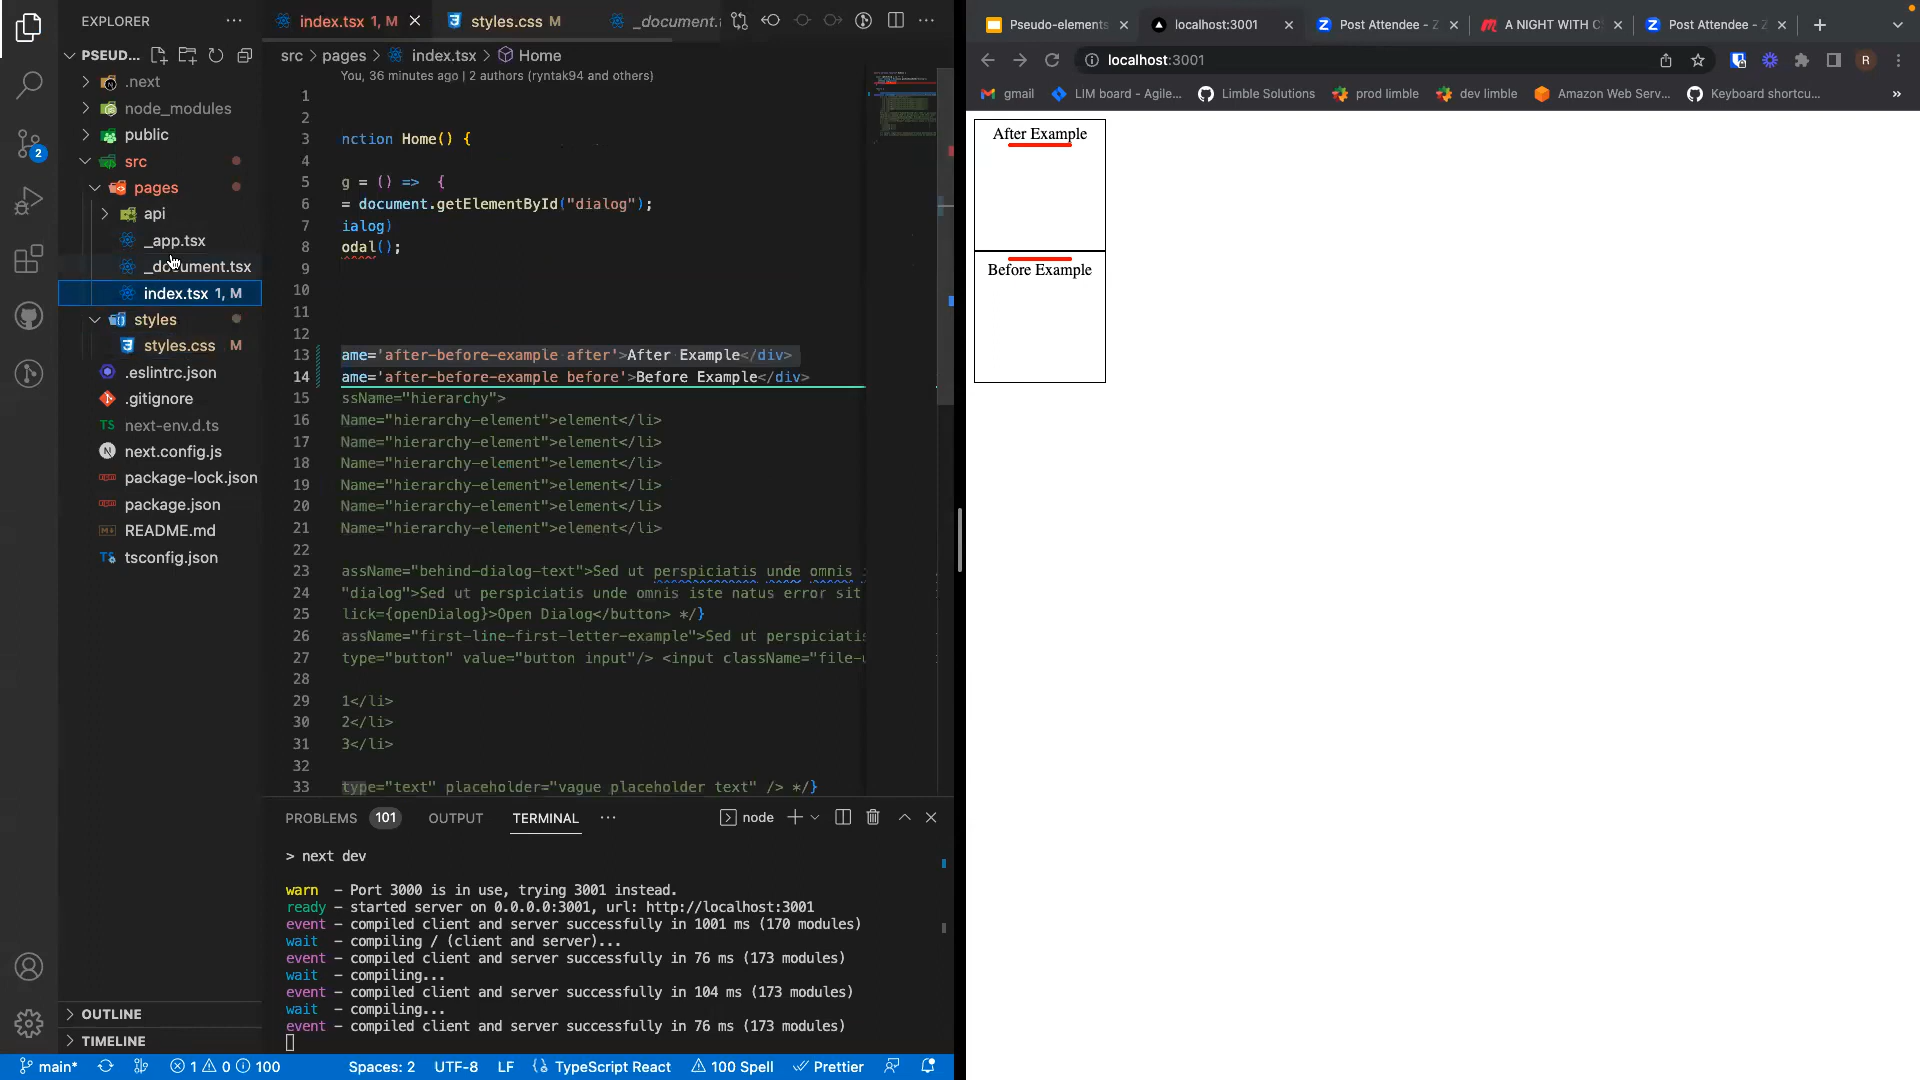 EXPLORER
PSEUD...
.next
node_modules
public
src
pages
api
_app.tsx
_document.tsx
index.tsx 1, M
styles
styles.css M
.eslintrc.json
.gitignore
next-env.d.ts
next.config.js
package-lock.json
package.json
README.md
tsconfig.json
OUTLINE
TIMELINE
2
index.tsx 1, M
styles.css M
_document.t
src > pages > index.tsx > Home
You, 36 minutes ago | 2 authors (ryntak94 and others)
1
2
3 nction Home() {
4
5 g = () => {
6 = document.getElementById("dialog");
7 ialog)
8 odal();
9
10
11
12
13 ame='after-before-example after'>After Example</div>
14 ame='after-before-example before'>Before Example</div>
15 ssName="hierarchy">
16 Name="hierarchy-element">element</li>
17 Name="hierarchy-element">element</li>
18 Name="hierarchy-element">element</li>
19 Name="hierarchy-element">element</li>
20 Name="hierarchy-element">element</li>
21 Name="hierarchy-element">element</li>
22
23 assName="behind-dialog-text">Sed ut perspiciatis unde omnis
24 "dialog">Sed ut perspiciatis unde omnis iste natus error sit
25 lick={openDialog}>Open Dialog</button> */}
26 assName="first-line-first-letter-example">Sed ut perspiciatis
27 type="button" value="button input"/> <input className="file-
28
29 1</li>
30 2</li>
31 3</li>
32
33 type="text" placeholder="vague placeholder text" /> */}
PROBLEMS 101 OUTPUT TERMINAL ··· node
> next dev
warn - Port 3000 is in use, trying 3001 instead.
ready - started server on 0.0.0.0:3001, url: http://localhost:3001
event - compiled client and server successfully in 1001 ms (170 modules)
wait - compiling / (client and server)...
event - compiled client and server successfully in 76 ms (173 modules)
wait - compiling...
event - compiled client and server successfully in 104 ms (173 modules)
wait - compiling...
event - compiled client and server successfully in 76 ms (173 modules)
main* 1 0 100 Spaces: 2 UTF-8 LF TypeScript React 100 Spell Prettier
Pseudo-elements
localhost:3001
Post Attendee - Z
A NIGHT WITH C
Post Attendee - Z
localhost:3001
R
gmail
LIM board - Agile...
Limble Solutions
prod limble
dev limble
Amazon Web Serv...
Keyboard shortcu...
»
After Example
Before Example